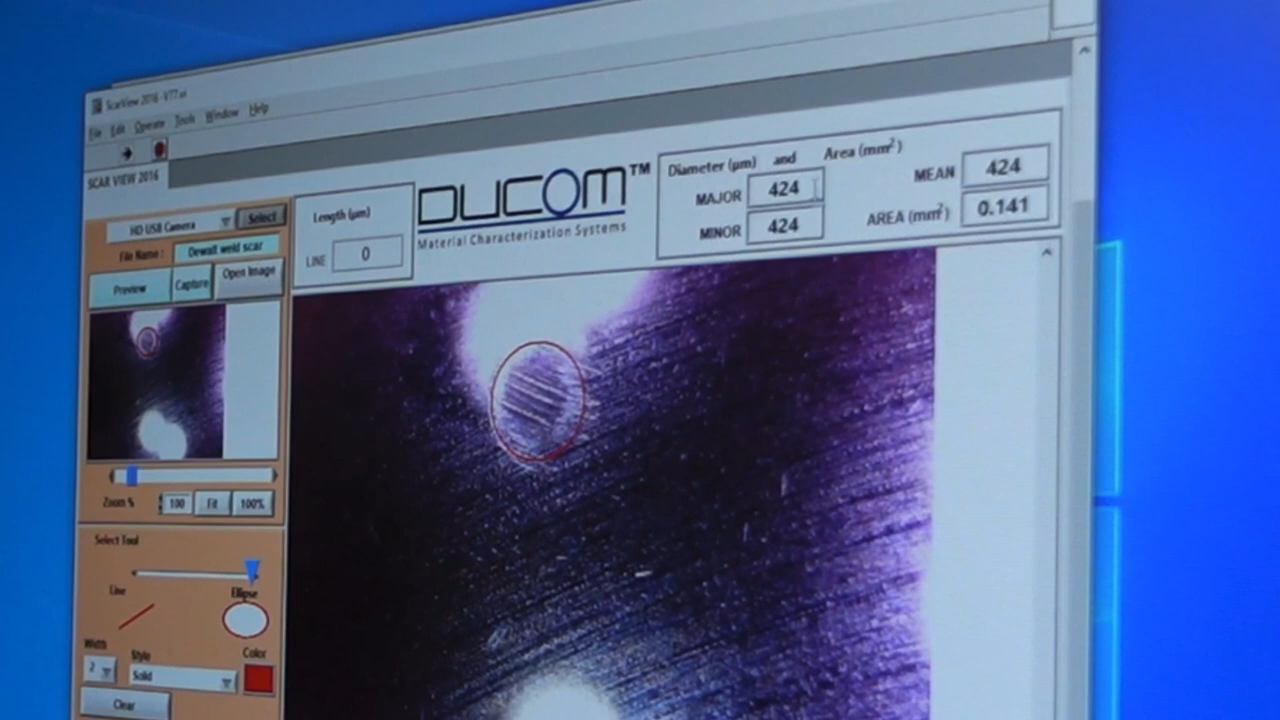 ScarView 2016 - V7T.vi
File Edit Operate Tools Window Help
SCAR VIEW 2016
HD USB Camera
Select
File Name :
Dewalt weld scar
Preview
Capture
Open Image
Zoom %
100
Fit
100%
Select Tool
Line
Ellipse
Width
2
Style
Solid
Color
Clear
Length (µm)
LINE
0
DUCOM™
Material Characterization Systems
Diameter (µm) and Area (mm²)
MAJOR
424
MINOR
424
MEAN
424
AREA (mm²)
0.141